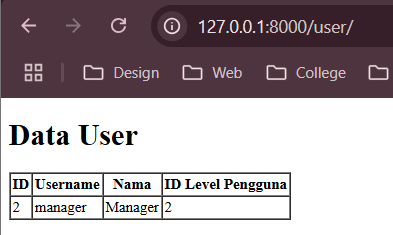 127.0.0.1:8000/user/
Design Web College
Data User
ID Username Nama ID Level Pengguna
2 manager Manager 2